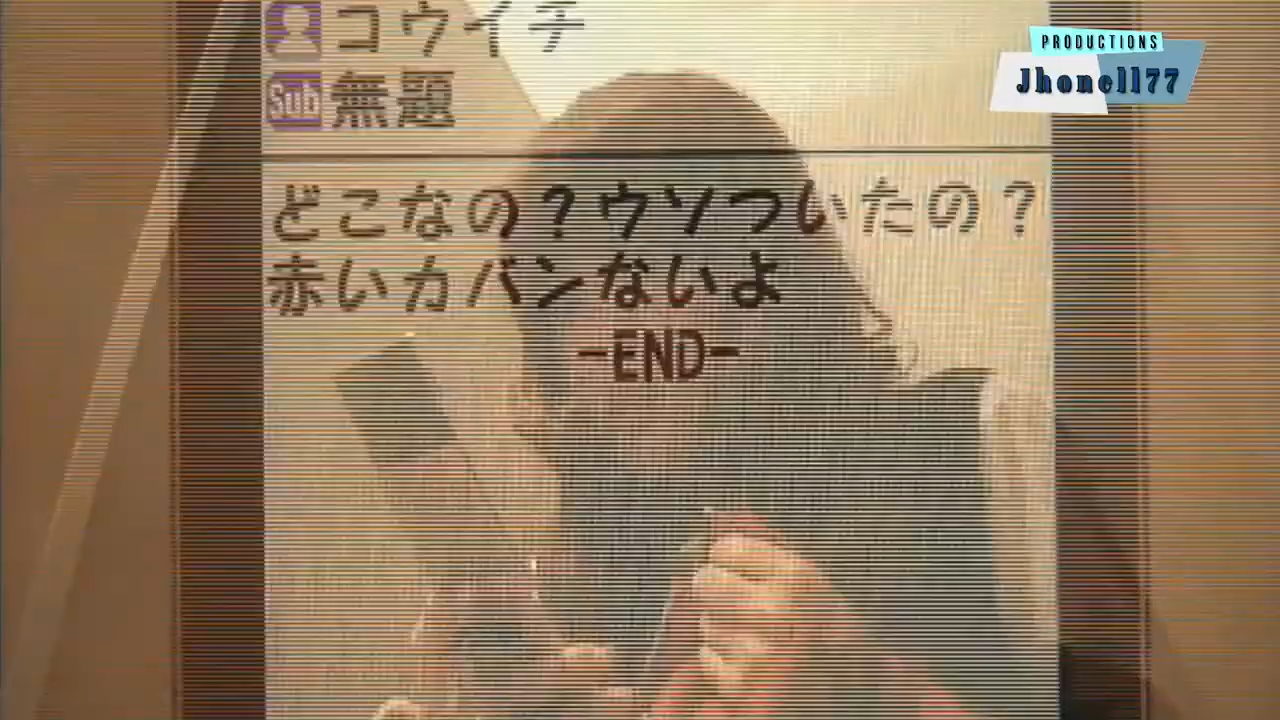 コウイチ
Sub 無題
どこなの？ウソついたの？
赤いカバンないよ
-END-
PRODUCTIONS
Jhonell77